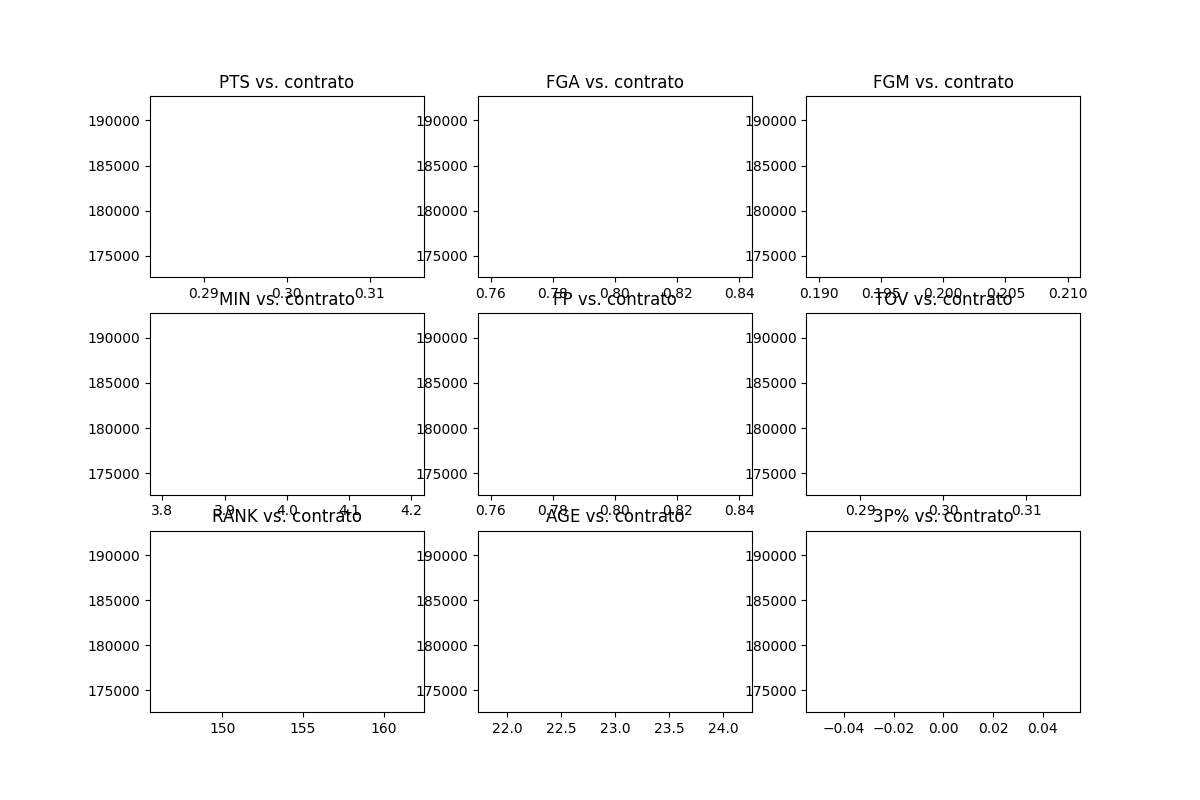 PTS vs. contrato
FGA vs. contrato
FGM vs. contrato
190000
185000
180000
175000
190000
185000
180000
175000
190000
185000
180000
175000
0.29 0.30 0.31
0.76 0.78 0.80 0.82 0.84
0.190 0.195 0.200 0.205 0.210
MIN vs. contrato
FP vs. contrato
TOV vs. contrato
190000
185000
180000
175000
190000
185000
180000
175000
190000
185000
180000
175000
3.8 3.9 4.0 4.1 4.2
0.76 0.78 0.80 0.82 0.84
0.29 0.30 0.31
RANK vs. contrato
AGE vs. contrato
3P% vs. contrato
190000
185000
180000
175000
190000
185000
180000
175000
190000
185000
180000
175000
150 155 160
22.0 22.5 23.0 23.5 24.0
−0.04 −0.02 0.00 0.02 0.04